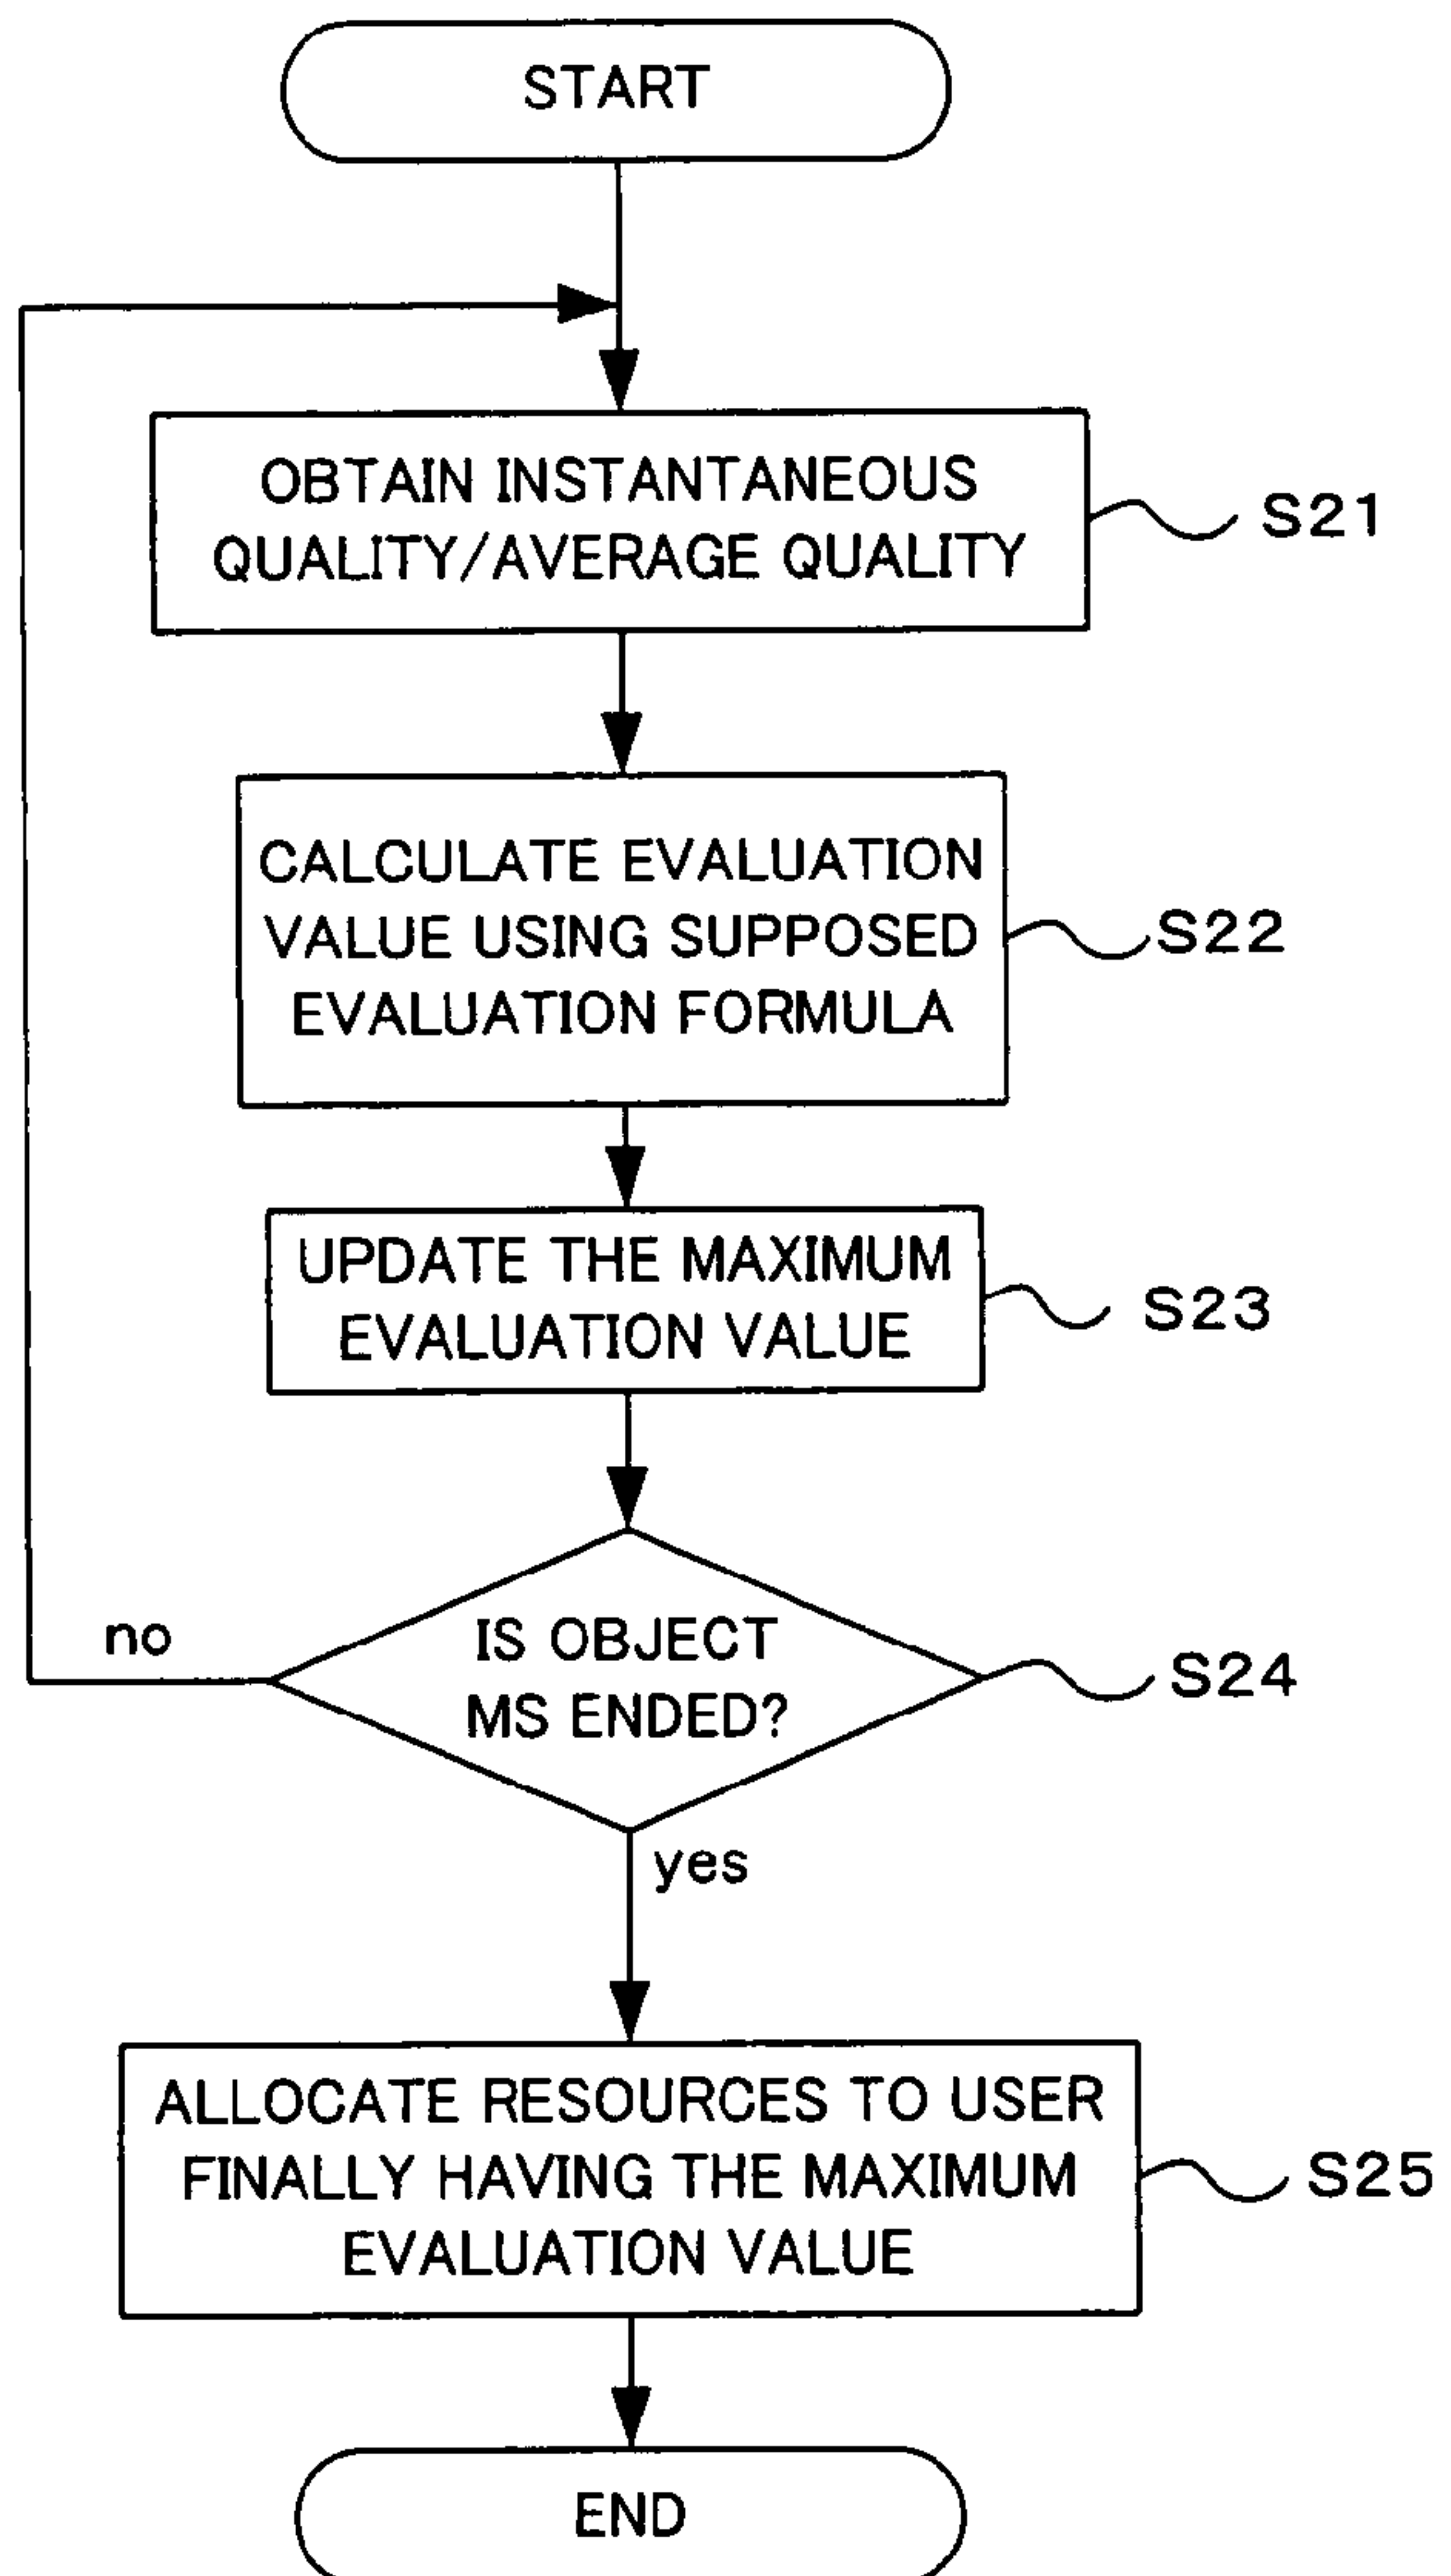 START
OBTAIN INSTANTANEOUS
QUALITY/AVERAGE QUALITY
S21
CALCULATE EVALUATION
VALUE USING SUPPOSED
EVALUATION FORMULA
S22
UPDATE THE MAXIMUM
EVALUATION VALUE
S23
IS OBJECT
MS ENDED?
S24
no
yes
ALLOCATE RESOURCES TO USER
FINALLY HAVING THE MAXIMUM
EVALUATION VALUE
S25
END